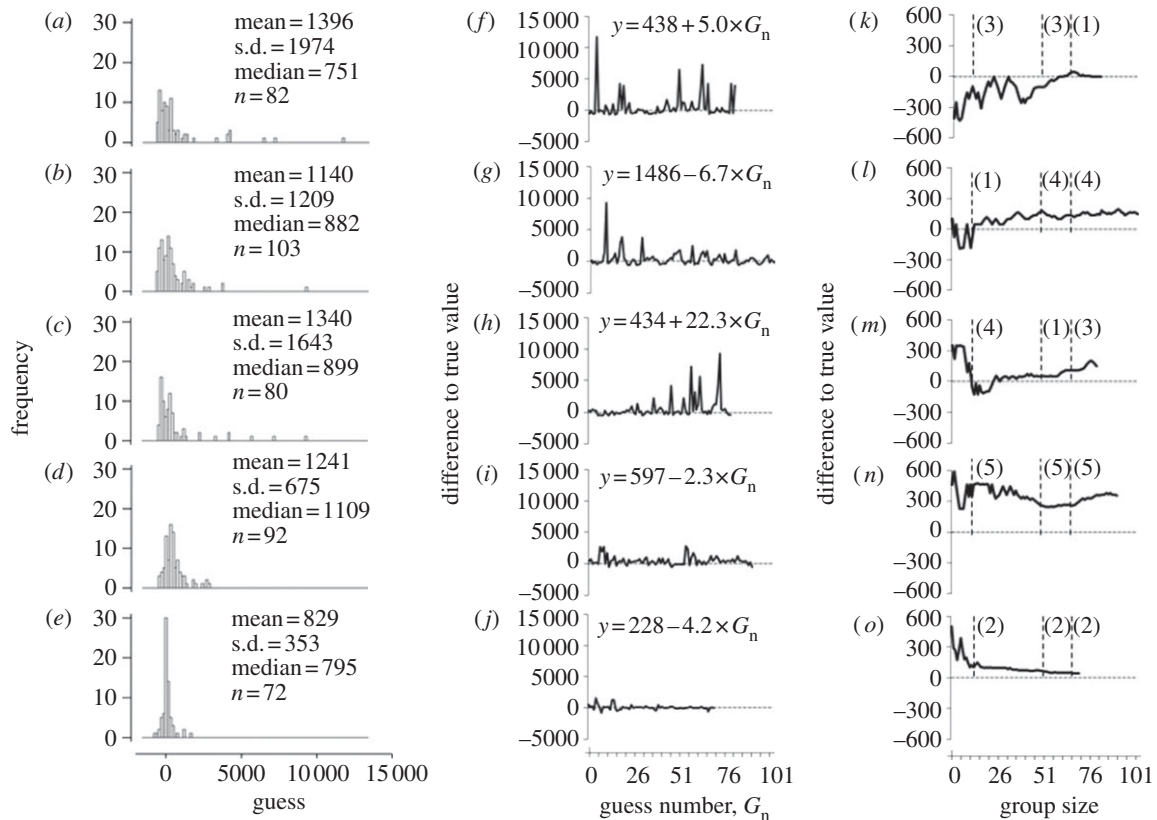 (a)
30
20
10
0
mean = 1396
s.d. = 1974
median = 751
n = 82
(b)
30
20
10
0
mean = 1140
s.d. = 1209
median = 882
n = 103
(c)
30
20
10
0
mean = 1340
s.d. = 1643
median = 899
n = 80
(d)
30
20
10
0
mean = 1241
s.d. = 675
median = 1109
n = 92
(e)
30
20
10
0
mean = 829
s.d. = 353
median = 795
n = 72
frequency
0 5000 10 000 15 000
guess
(f)
15 000
10 000
5000
0
–5000
y = 438 + 5.0 × Gn
(g)
15 000
10 000
5000
0
–5000
y = 1486 – 6.7 × Gn
(h)
15 000
10 000
5000
0
–5000
y = 434 + 22.3 × Gn
(i)
15 000
10 000
5000
0
–5000
y = 597 – 2.3 × Gn
(j)
15 000
10 000
5000
0
–5000
y = 228 – 4.2 × Gn
difference to true value
0 26 51 76 101
guess number, Gn
(k)
600
300
0
–300
–600
(3) (3) (1)
(l)
600
300
0
–300
–600
(1) (4) (4)
(m)
600
300
0
–300
–600
(4) (1) (3)
(n)
600
300
0
–300
–600
(5) (5) (5)
(o)
600
300
0
–300
–600
(2) (2) (2)
difference to true value
0 26 51 76 101
group size